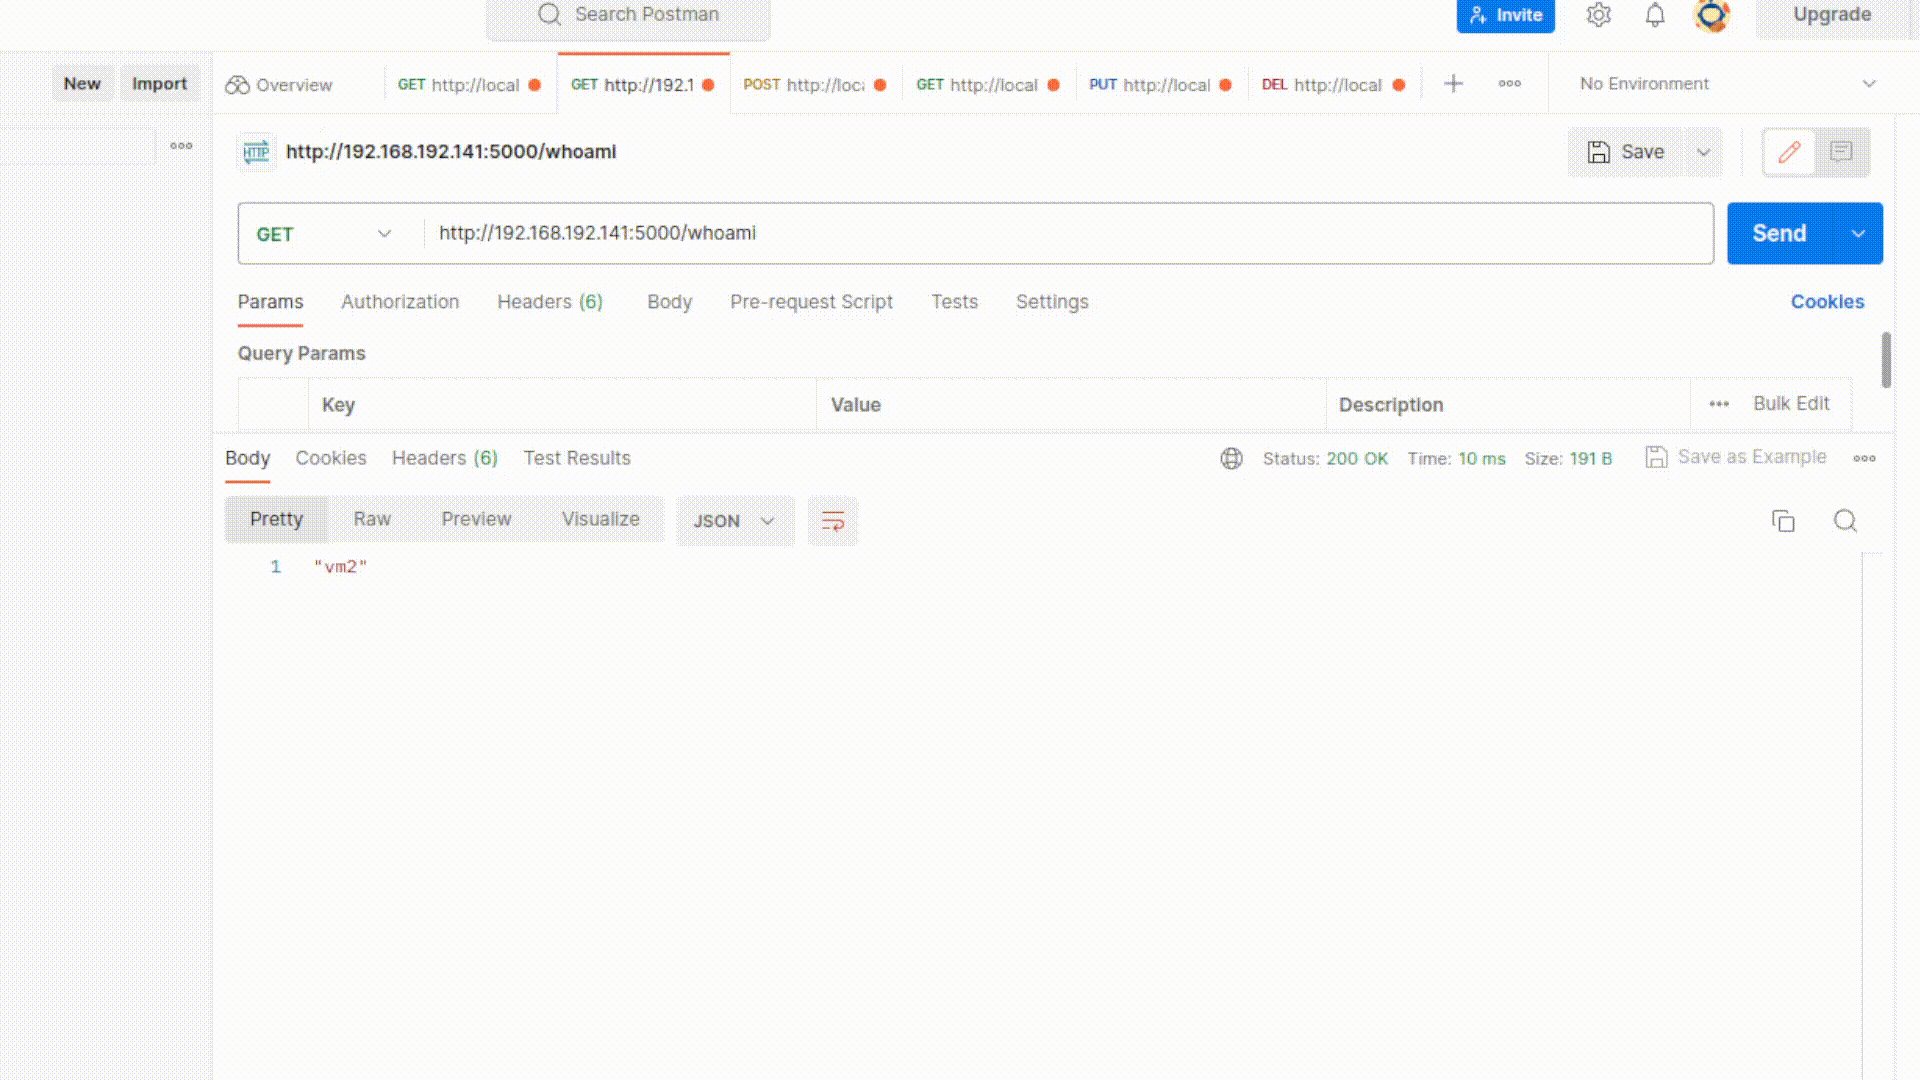 Search Postman
Invite
Upgrade
New
Import
Overview
GET http://local
GET http://192.1
POST http://loc
GET http://local
PUT http://local
DEL http://local
No Environment
HTTP
http://192.168.192.141:5000/whoami
Save
GET
http://192.168.192.141:5000/whoami
Send
Params Authorization Headers (6) Body Pre-request Script Tests Settings
Cookies
Query Params
Key Value Description Bulk Edit
Body Cookies Headers (6) Test Results
Status: 200 OK Time: 10 ms Size: 191 B
Save as Example
Pretty Raw Preview Visualize JSON
1 "vm2"